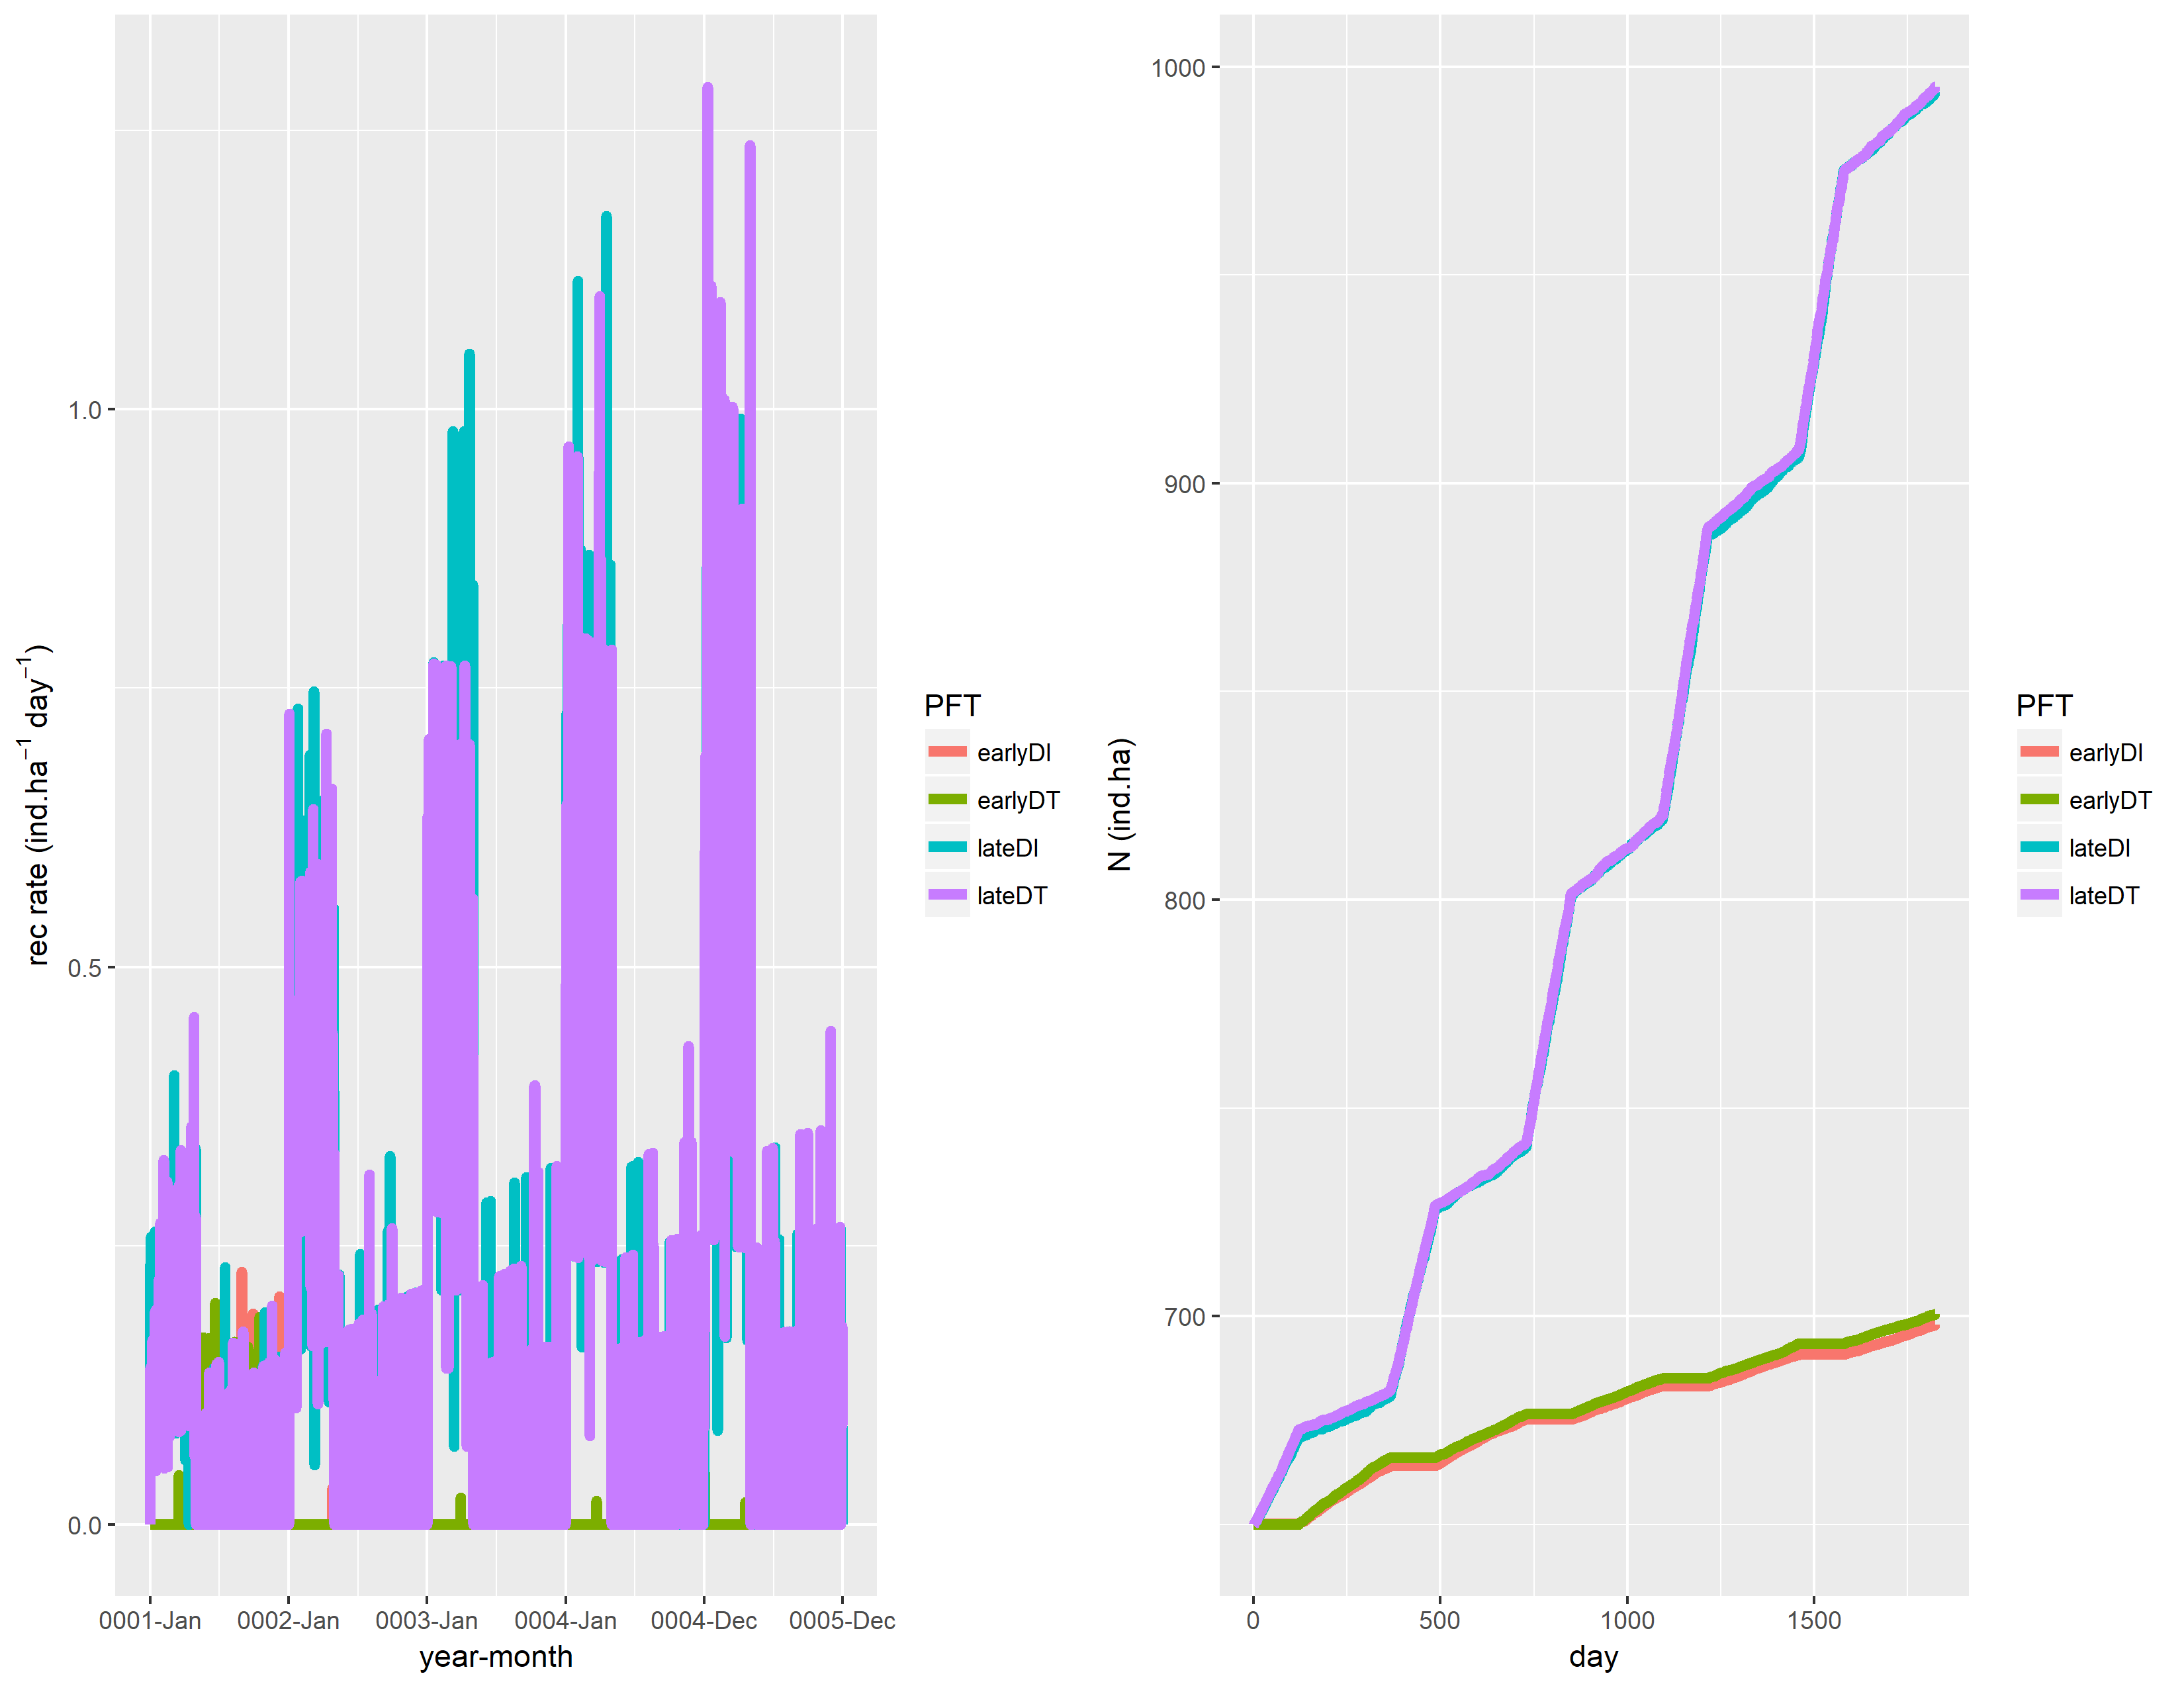 rec rate (ind.ha⁻¹ day⁻¹)
1.0
0.5
0.0
0001-Jan 0002-Jan 0003-Jan 0004-Jan 0004-Dec 0005-Dec
year-month
PFT
earlyDI
earlyDT
lateDI
lateDT
N (ind.ha)
1000
900
800
700
0 500 1000 1500
day
PFT
earlyDI
earlyDT
lateDI
lateDT